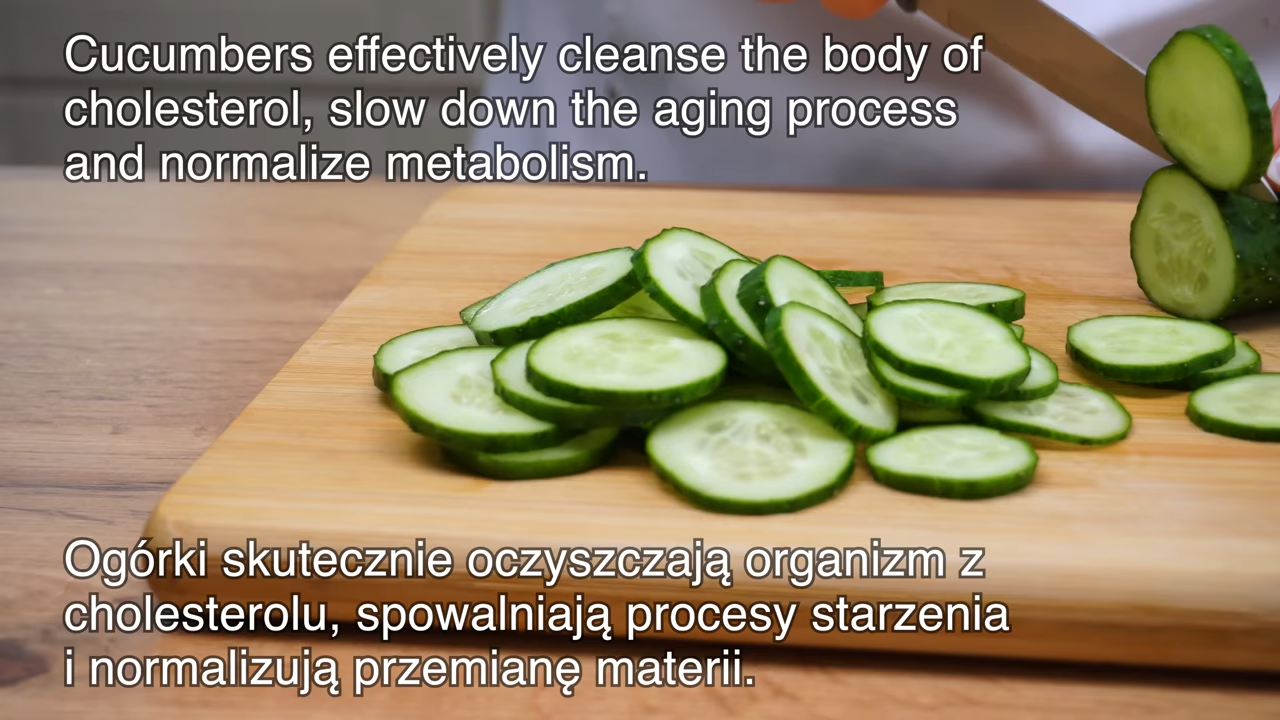 Cucumbers effectively cleanse the body of
cholesterol, slow down the aging process
and normalize metabolism.
Ogórki skutecznie oczyszczają organizm z
cholesterolu, spowalniają procesy starzenia
i normalizują przemianę materii.